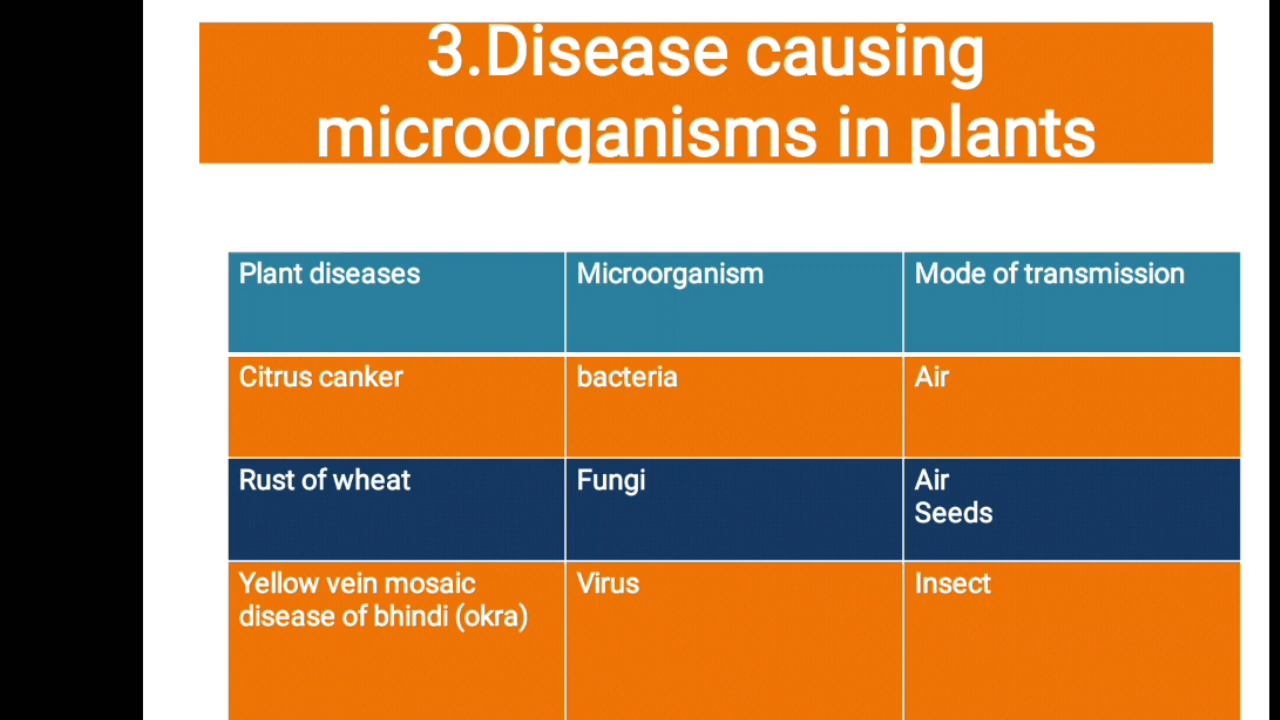 3.Disease causing
microorganisms in plants
Plant diseases
Microorganism
Mode of transmission
Citrus canker
bacteria
Air
Rust of wheat
Fungi
Air
Seeds
Yellow vein mosaic
disease of bhindi (okra)
Virus
Insect